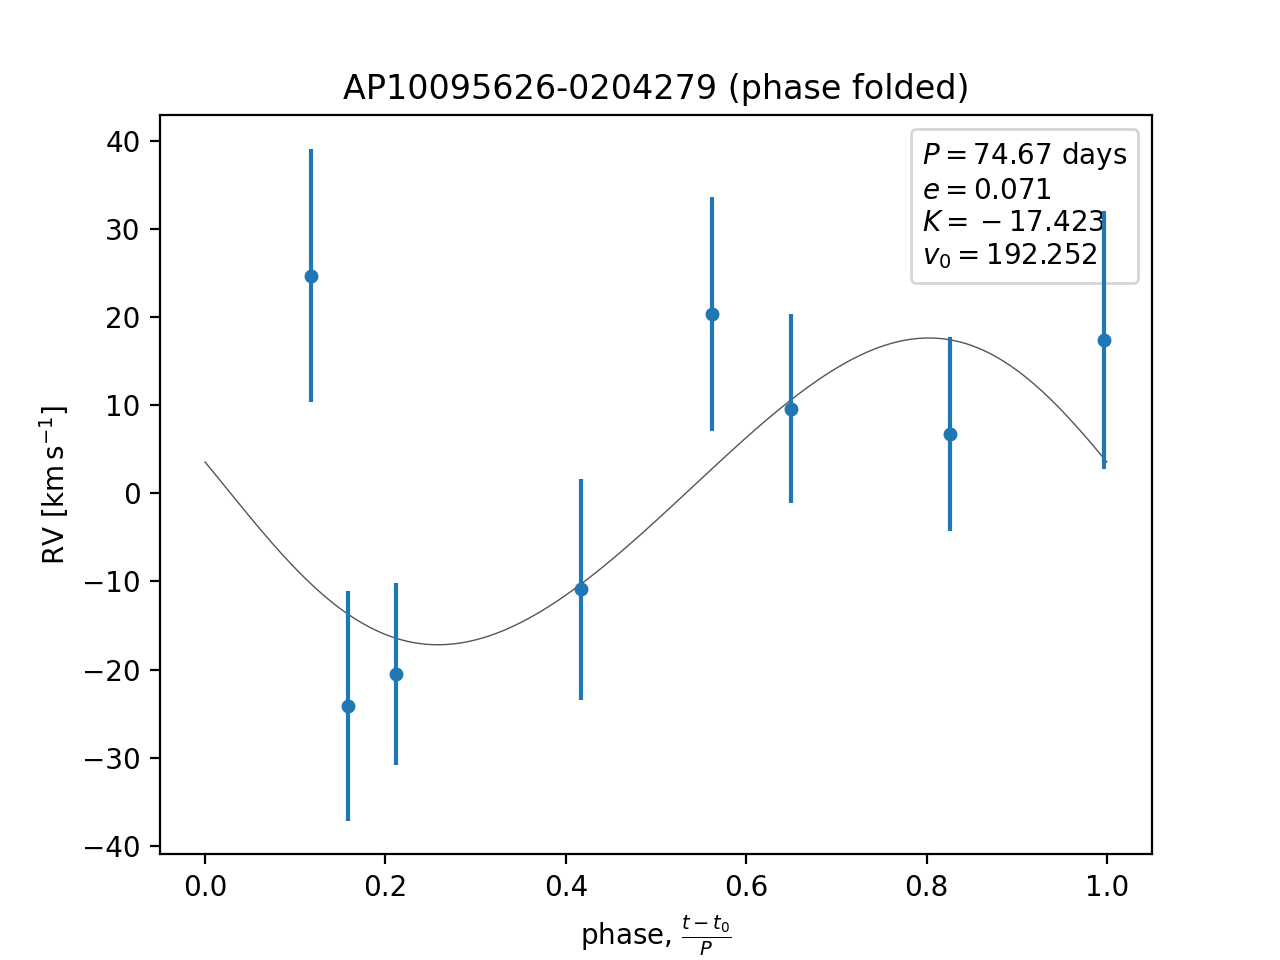 AP10095626-0204279 (phase folded)
P = 74.67 days
e = 0.071
K = −17.423
v₀ = 192.252
RV [km s⁻¹]
40
30
20
10
0
−10
−20
−30
−40
0.0 0.2 0.4 0.6 0.8 1.0
phase, (t − t₀)/P